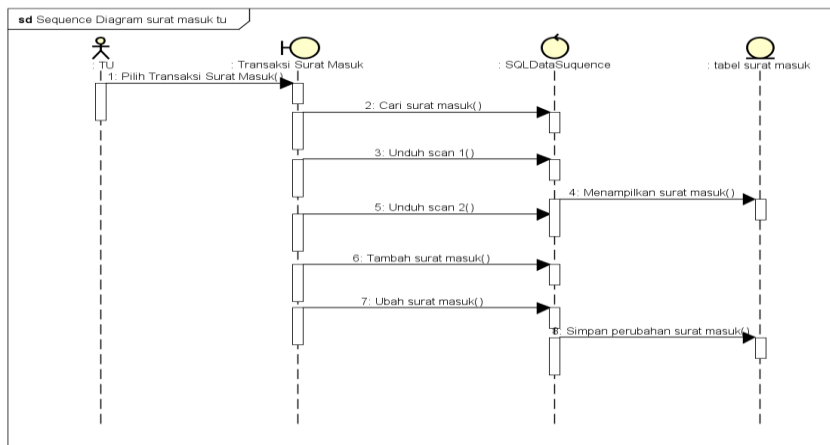 sd Sequence Diagram surat masuk tu
: TU
: Transaksi Surat Masuk
: SQLDataSuquence
: tabel surat masuk
1: Pilih Transaksi Surat Masuk()
2: Cari surat masuk()
3: Unduh scan 1()
4: Menampilkan surat masuk()
5: Unduh scan 2()
6: Tambah surat masuk()
7: Ubah surat masuk()
8: Simpan perubahan surat masuk()